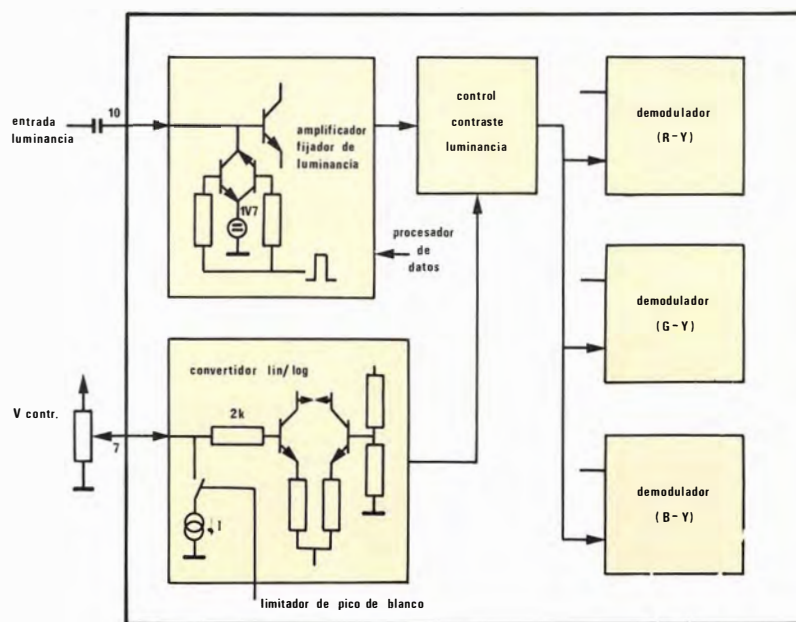 entrada
luminancia
10
amplificador
fijador de
luminancia
1V7
procesador
de
datos
control
contraste
luminancia
demodulador
(R-Y)
demodulador
(G-Y)
demodulador
(B-Y)
V contr.
7
convertidor lin/log
2k
I
limitador de pico de blanco